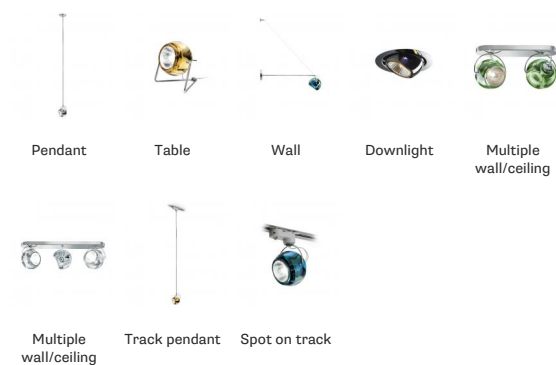 Pendant
Table
Wall
Downlight
Multiple
wall/ceiling
Multiple
wall/ceiling
Track pendant
Spot on track